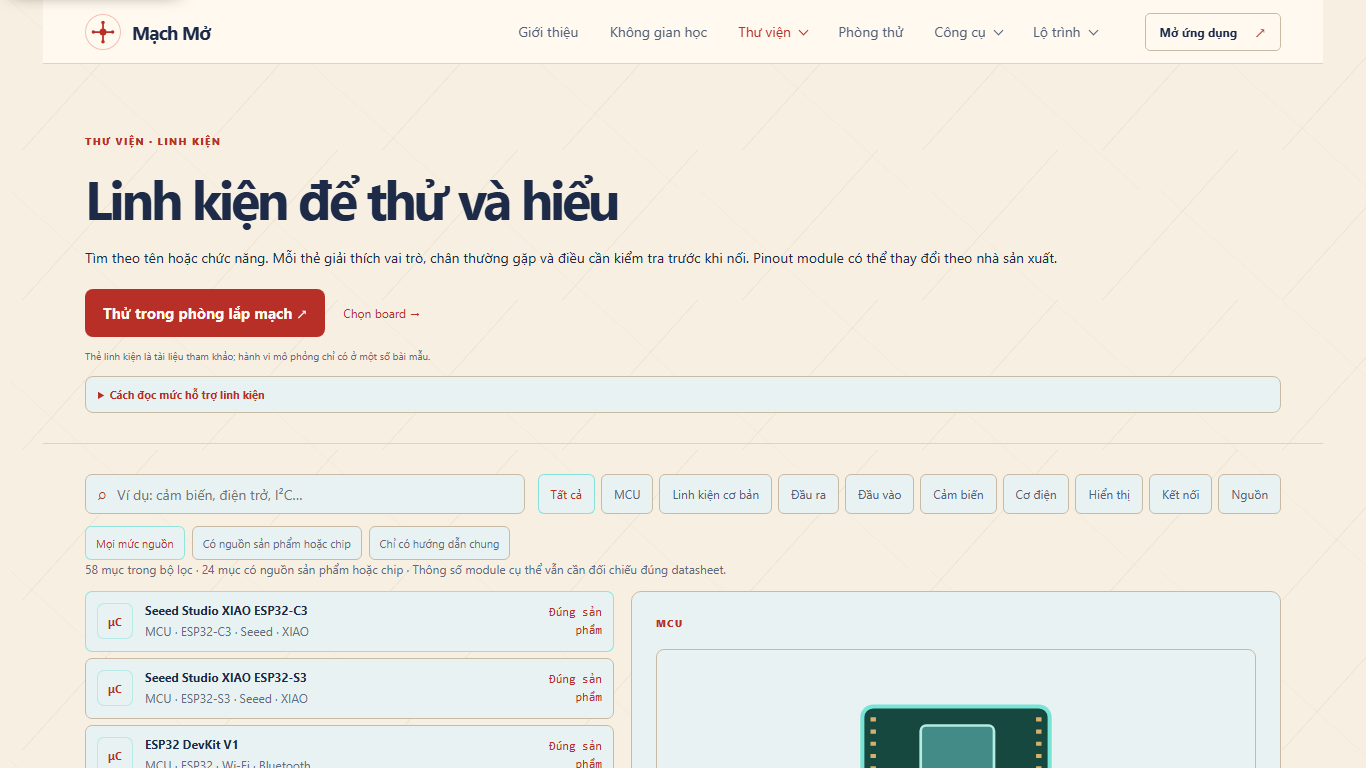 Mạch Mở
Giới thiệu
Không gian học
Thư viện
Phòng thử
Công cụ
Lộ trình
Mở ứng dụng ↗
THƯ VIỆN · LINH KIỆN
Linh kiện để thử và hiểu
Tìm theo tên hoặc chức năng. Mỗi thẻ giải thích vai trò, chân thường gặp và điều cần kiểm tra trước khi nối. Pinout module có thể thay đổi theo nhà sản xuất.
Thử trong phòng lắp mạch ↗
Chọn board →
Thẻ linh kiện là tài liệu tham khảo; hành vi mô phỏng chỉ có ở một số bài mẫu.
▶ Cách đọc mức hỗ trợ linh kiện
Ví dụ: cảm biến, điện trở, I²C...
Tất cả
MCU
Linh kiện cơ bản
Đầu ra
Đầu vào
Cảm biến
Cơ điện
Hiển thị
Kết nối
Nguồn
Mọi mức nguồn
Có nguồn sản phẩm hoặc chip
Chỉ có hướng dẫn chung
58 mục trong bộ lọc · 24 mục có nguồn sản phẩm hoặc chip · Thông số module cụ thể vẫn cần đối chiếu đúng datasheet.
µC
Seeed Studio XIAO ESP32-C3
MCU · ESP32-C3 · Seeed · XIAO
Đúng sản
phẩm
µC
Seeed Studio XIAO ESP32-S3
MCU · ESP32-S3 · Seeed · XIAO
Đúng sản
phẩm
µC
ESP32 DevKit V1
MCU · ESP32 · Wi-Fi · Bluetooth
Đúng sản
phẩm
MCU